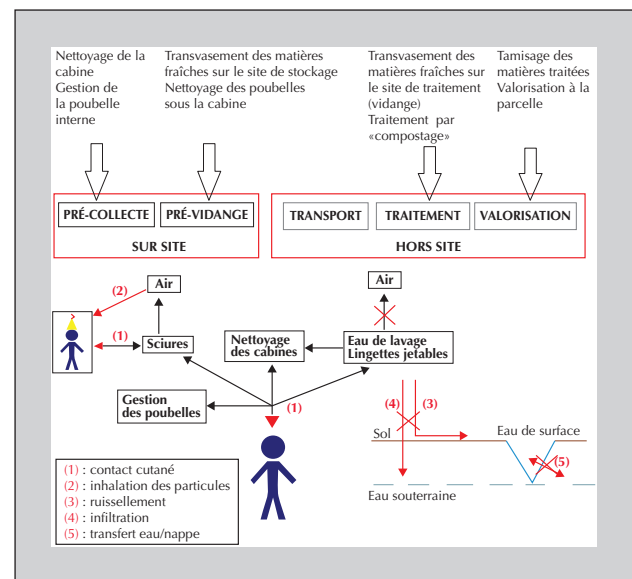 Nettoyage de la
cabine
Gestion de
la poubelle
interne
Transvasement des matières
fraîches sur le site de stockage
Nettoyage des poubelles
sous la cabine
Transvasement des
matières fraîches sur
le site de traitement
(vidange)
Traitement par
«compostage»
Tamisage des
matières traitées
Valorisation à la
parcelle
PRÉ-COLLECTE
PRÉ-VIDANGE
SUR SITE
TRANSPORT
TRAITEMENT
VALORISATION
HORS SITE
Air
(2)
(1)
Sciures
Gestion
des poubelles
Nettoyage
des cabines
Air
Eau de lavage
Lingettes jetables
(1)
(4)
(3)
Sol
Eau de surface
(5)
Eau souterraine
(1) : contact cutané
(2) : inhalation des particules
(3) : ruissellement
(4) : infiltration
(5) : transfert eau/nappe